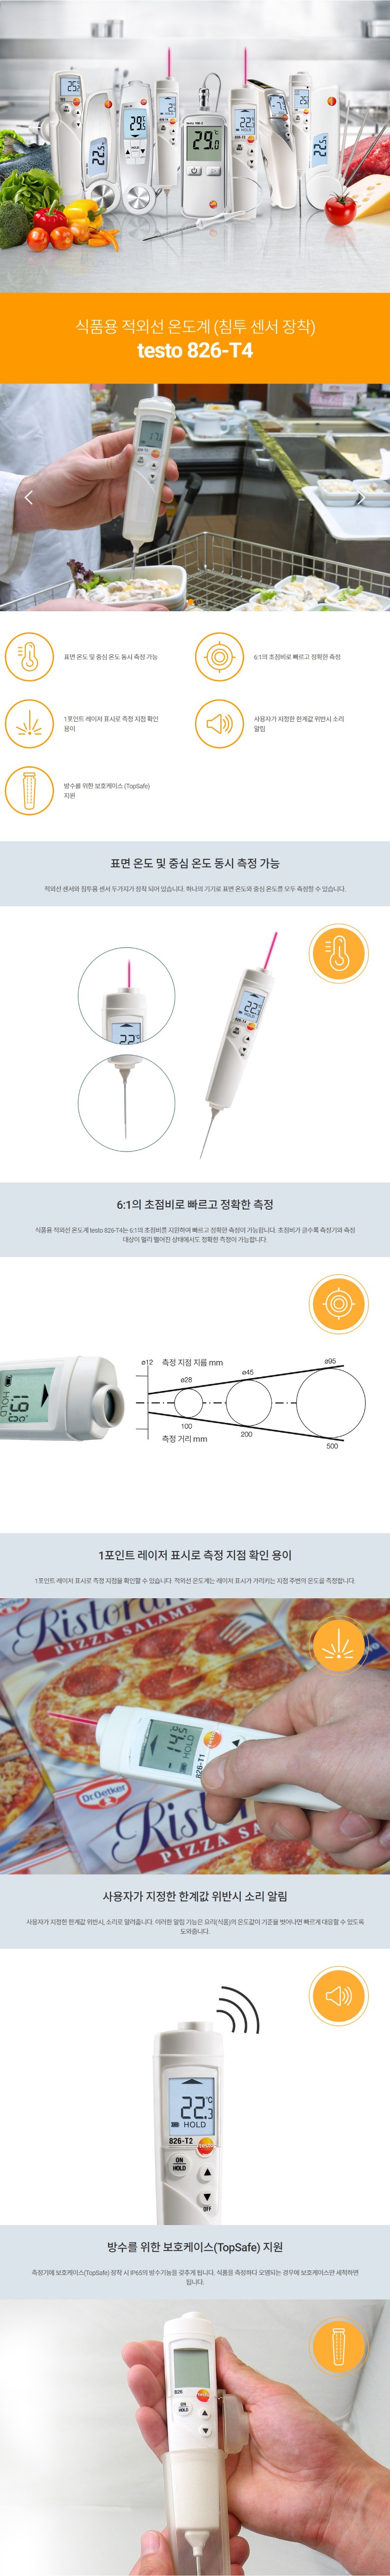 식품용 적외선 온도계 (침투 센서 장착)
testo 826-T4
표면 온도 및 중심 온도 동시 측정 가능
6:1의 초점비로 빠르고 정확한 측정
1포인트 레이저 표시로 측정 지점 확인
용이
사용자가 지정한 한계값 위반시 소리
알림
방수를 위한 보호케이스 (TopSafe)
지원
표면 온도 및 중심 온도 동시 측정 가능
적외선 센서와 침투용 센서 두가지가 장착 되어 있습니다. 하나의 기기로 표면 온도와 중심 온도를 모두 측정할 수 있습니다.
22.3
HOLD
6:1의 초점비로 빠르고 정확한 측정
식품용 적외선 온도계 testo 826-T4는 6:1의 초점비를 지원하여 빠르고 정확한 측정이 가능합니다. 초점비가 클수록 측정기와 측정
대상이 멀리 떨어진 상태에서도 정확한 측정이 가능합니다.
ø12
측정 지점 지름 mm
ø28
ø45
ø95
100
200
500
측정 거리 mm
19.0
HOLD
1포인트 레이저 표시로 측정 지점 확인 용이
1포인트 레이저 표시로 측정 지점을 확인할 수 있습니다. 적외선 온도계는 레이저 표시가 가리키는 지점 주변의 온도를 측정합니다.
Ristorante
PIZZA SALAME
-14.5
HOLD
826-T1
testo
Dr.Oetker
Rist
PIZZA SA
사용자가 지정한 한계값 위반시 소리 알림
사용자가 지정한 한계값 위반시, 소리로 알려줍니다. 이러한 알림 기능은 요리(식품)의 온도값이 기준을 벗어나면 빠르게 대응할 수 있도록
도와줍니다.
22.3 °C
HOLD
826-T2
testo
ON
HOLD
OFF
방수를 위한 보호케이스(TopSafe) 지원
측정기에 보호케이스(TopSafe) 장착 시 IP65의 방수기능을 갖추게 됩니다. 식품을 측정하다 오염되는 경우에 보호케이스만 세척하면
됩니다.
826
testo
ON
HOLD